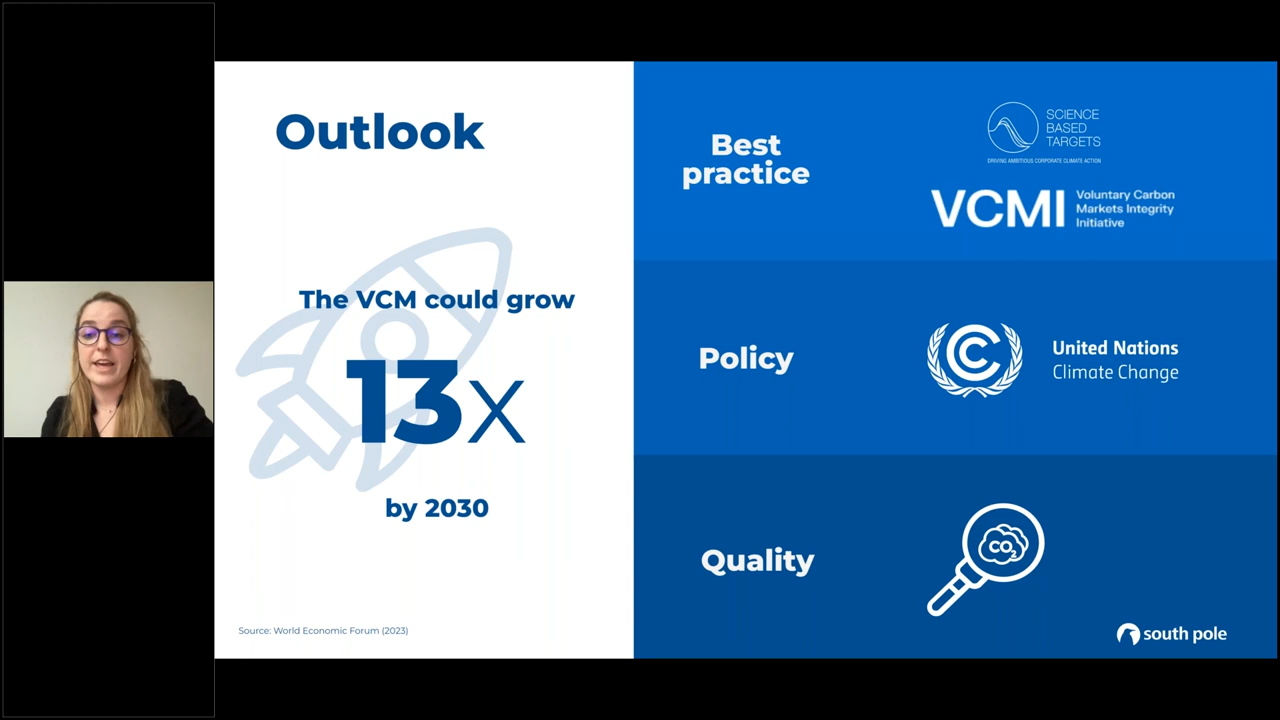 Outlook
The VCM could grow
13x
by 2030
Source: World Economic Forum (2023)
Best
practice
SCIENCE
BASED
TARGETS
DRIVING AMBITIOUS CORPORATE CLIMATE ACTION
VCMI
Voluntary Carbon
Markets Integrity
Initiative
Policy
United Nations
Climate Change
Quality
CO2
south pole